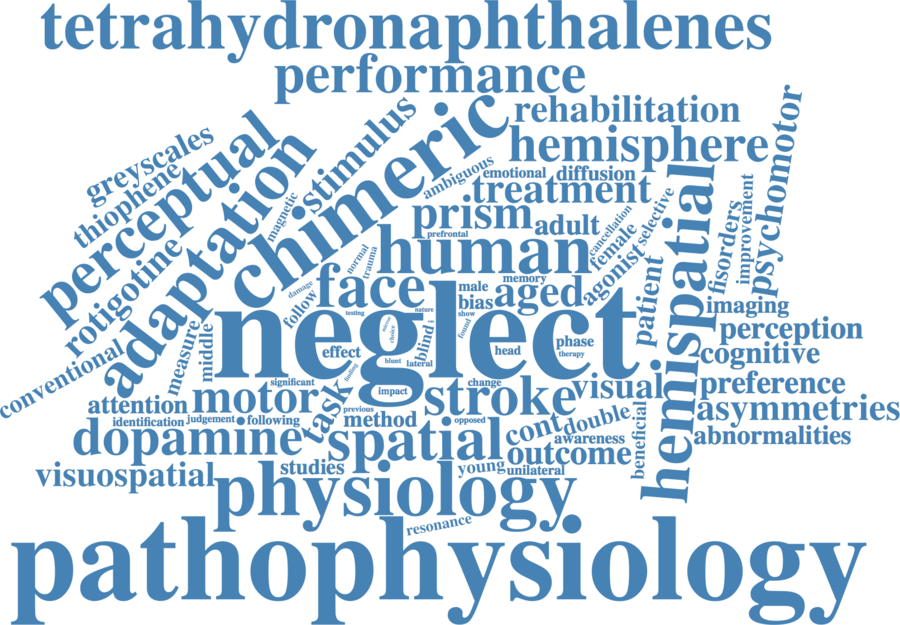 tetrahydronaphthalenes
performance
rehabilitation
hemisphere
psychomotor
greyscales
thiophene
perceptual
adaptation
stimulus
chimeric
magnetic
ambiguous
emotional
diffusion
treatment
prism
adult
prefrontal
human
cancellation
female
selective
agonist
hemispatial
fisorders
improvement
rotigotine
normal
trauma
damage
follow
face
memory
male
bias
aged
patient
imaging
perception
cognitive
preference
asymmetries
abnormalities
conventional
measure
middle
neglect
testing
nature
choice
blind
show
found
effect
blunt
lateral
head
phase
therapy
significant
impact
change
visual
attention
motor
task
stroke
identification
judgement
following
previous
method
opposed
cont
double
dopamine
spatial
awareness
outcome
beneficial
visuospatial
studies
young
unilateral
physiology
resonance
pathophysiology